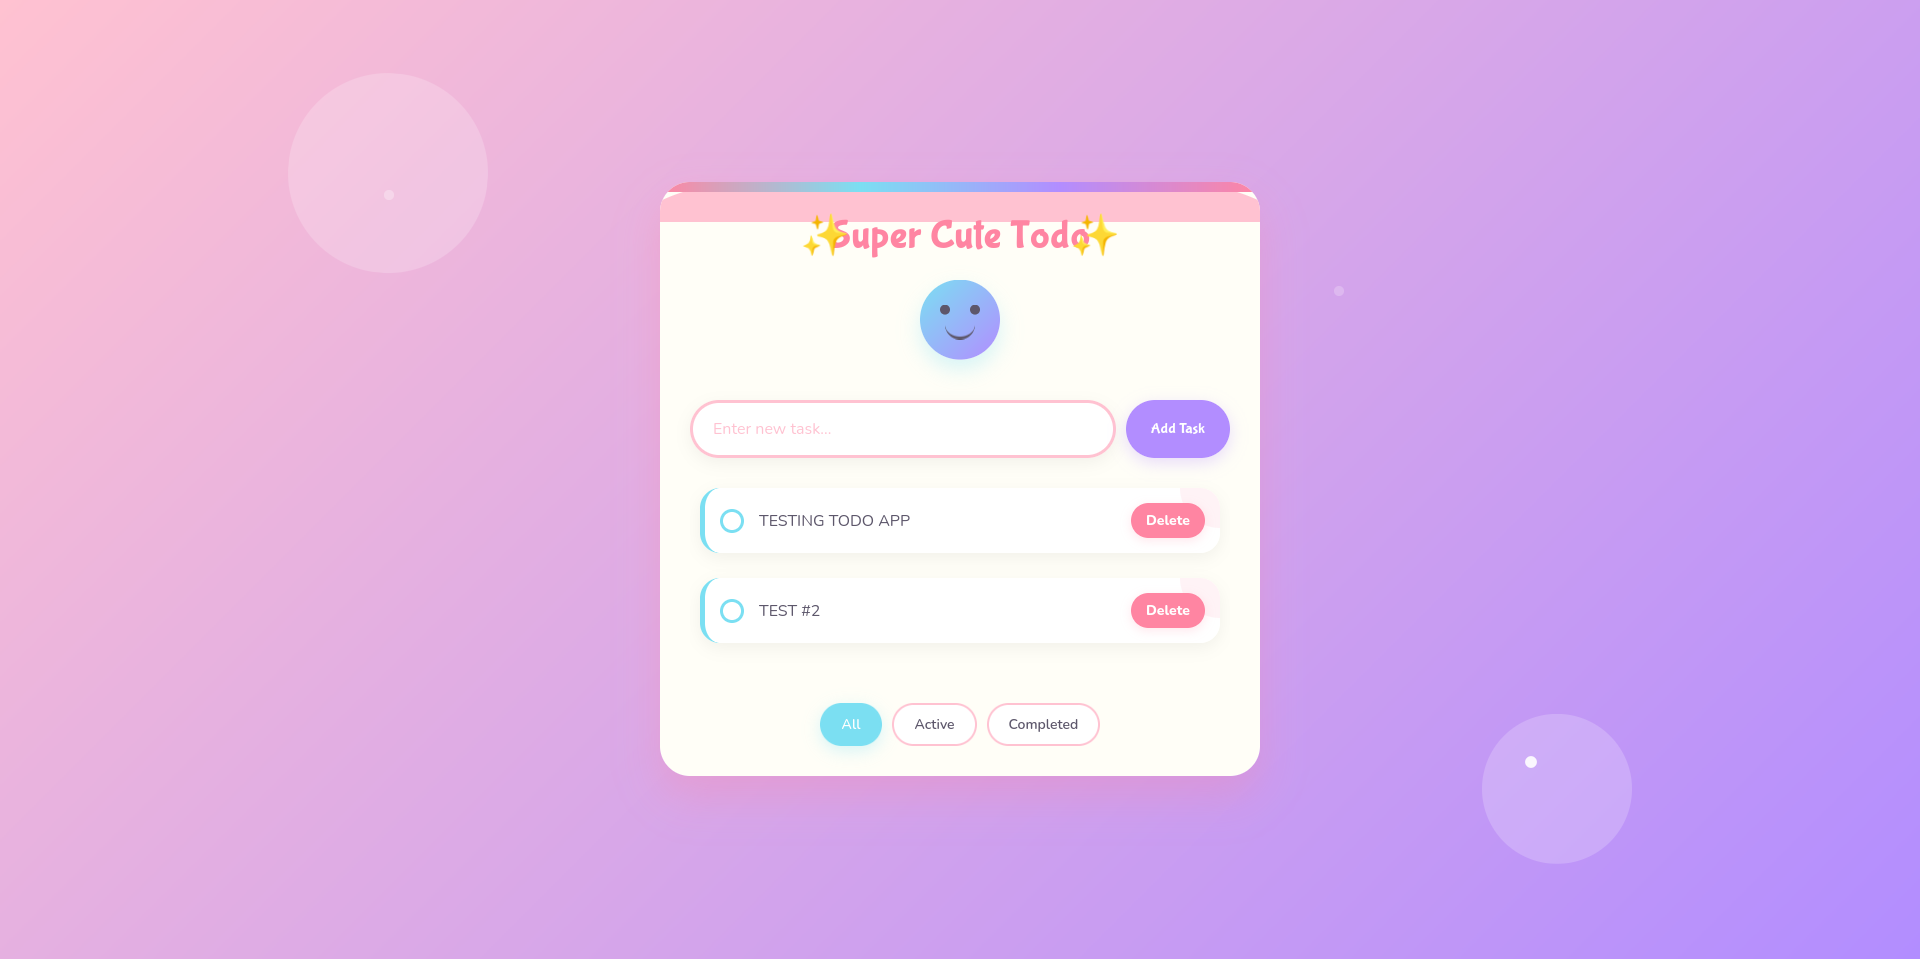 ✨Super Cute Todo✨
Enter new task...
Add Task
TESTING TODO APP
Delete
TEST #2
Delete
All
Active
Completed